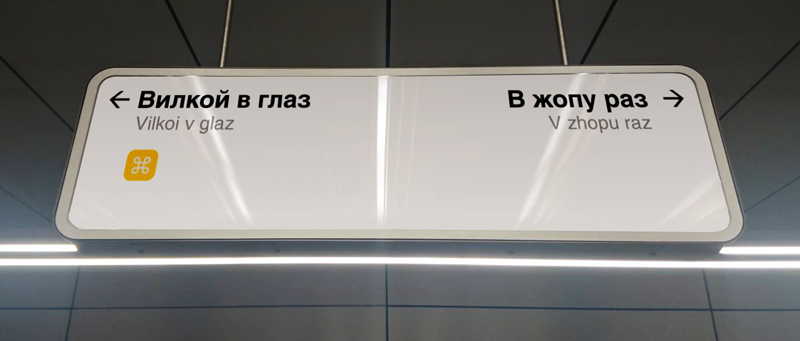 ← Вилкой в глаз
Vilkoi v glaz
В жопу раз →
V zhopu raz
⌘